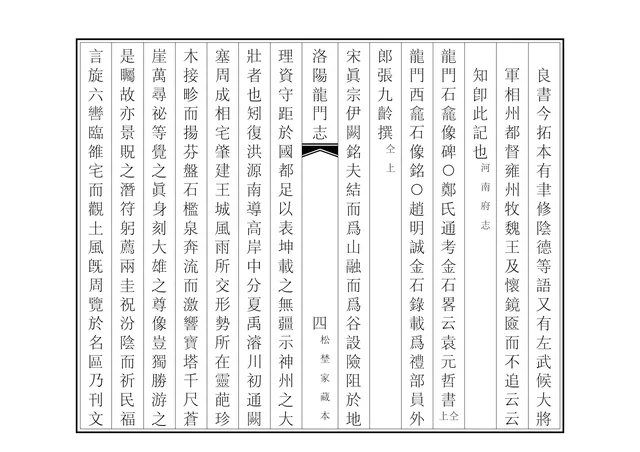 良書今拓本有聿修陰德等語又有左武候大將
軍相州都督雍州牧魏王及懷鏡匳而不追云云
知卽此記也河南府志
龍門石龕像碑○鄭氏通考金石畧云袁元哲書仝上
龍門西龕石像銘○趙明誠金石錄載爲禮部員外
郎張九齡撰仝上
宋眞宗伊闕銘夫結而爲山融而爲谷設險阻於地
洛陽龍門志 四 松埜家藏本
理資守距於國都足以表坤載之無疆示神州之大
壯者也矧復洪源南導高岸中分夏禹濬川初通闕
塞周成相宅肇建王城風雨所交形勢所在靈葩珍
木接畛而揚芬盤石檻泉奔流而激響寶塔千尺蒼
崖萬尋祕等覺之眞身刻大雄之尊像豈獨勝游之
是矚故亦景貺之潛符躬薦兩圭祝汾陰而祈民福
言旋六轡臨雒宅而觀土風旣周覽於名區乃刊文